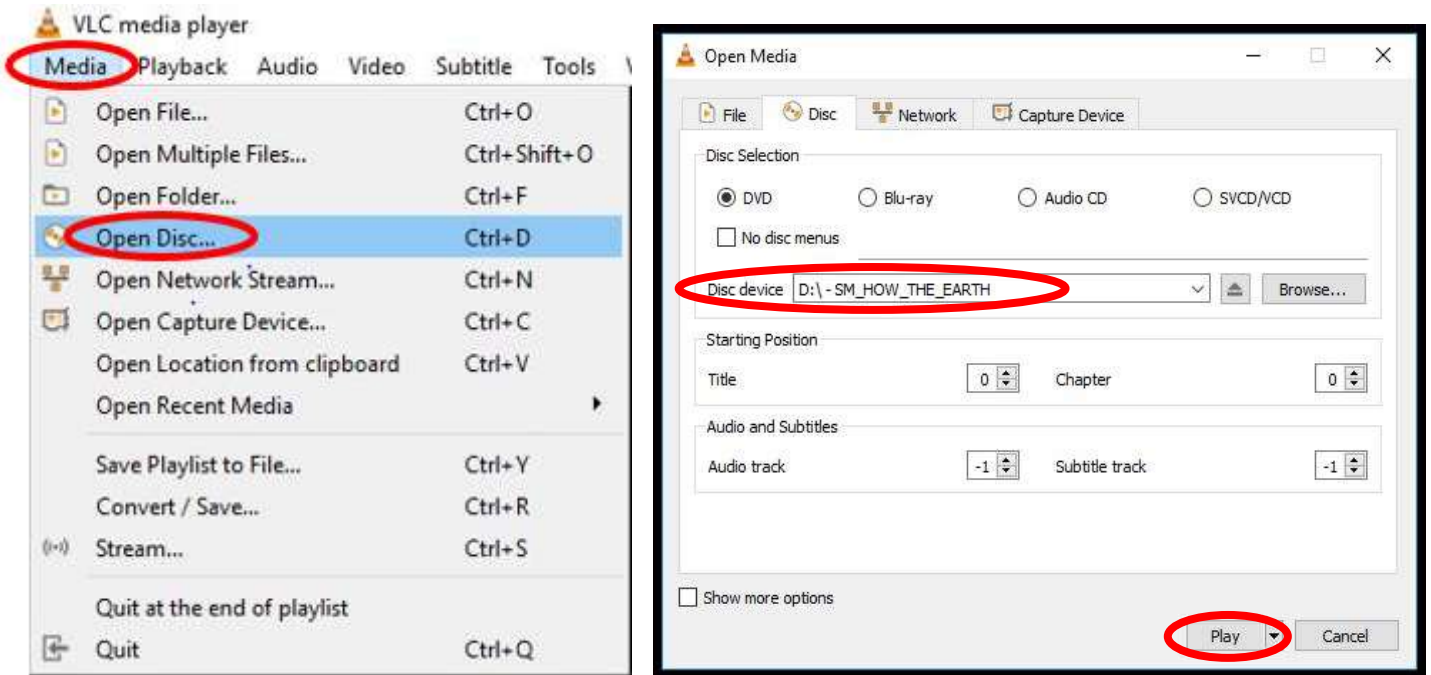 VLC media player
Media Playback Audio Video Subtitle Tools
Open File... Ctrl+O
Open Multiple Files... Ctrl+Shift+O
Open Folder... Ctrl+F
Open Disc... Ctrl+D
Open Network Stream... Ctrl+N
Open Capture Device... Ctrl+C
Open Location from clipboard Ctrl+V
Open Recent Media
Save Playlist to File... Ctrl+Y
Convert / Save... Ctrl+R
Stream... Ctrl+S
Quit at the end of playlist
Quit Ctrl+Q
Open Media
File Disc Network Capture Device
Disc Selection
DVD Blu-ray Audio CD SVCD/VCD
No disc menus
Disc device D:\ - SM_HOW_THE_EARTH Browse...
Starting Position
Title 0 Chapter 0
Audio and Subtitles
Audio track -1 Subtitle track -1
Show more options
Play Cancel